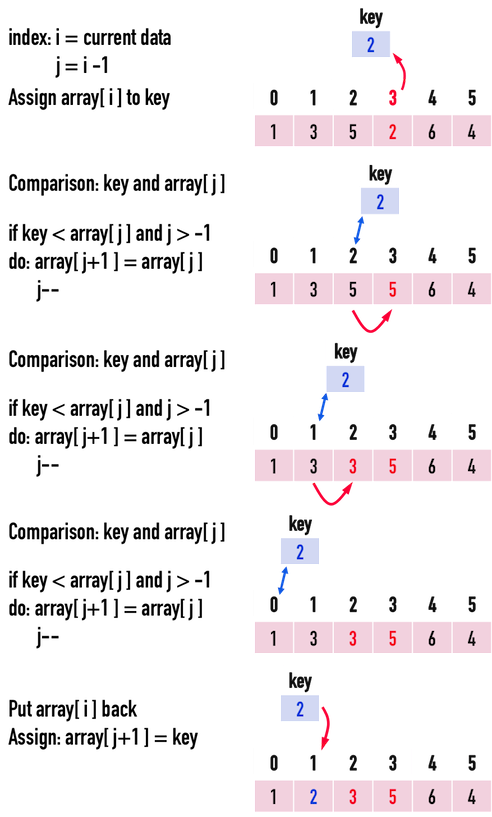 key
index: i = current data
2
j = i -1
Assign array[ i ] to key
0 1 2 3 4 5
1 3 5 2 6 4
Comparison: key and array[ j ]
key
2
if key < array[ j ] and j > -1
do: array[ j+1 ] = array[ j ]
0 1 2 3 4 5
j--
1 3 5 5 6 4
Comparison: key and array[ j ]
key
2
if key < array[ j ] and j > -1
do: array[ j+1 ] = array[ j ]
0 1 2 3 4 5
j--
1 3 3 5 6 4
Comparison: key and array[ j ]
key
2
if key < array[ j ] and j > -1
do: array[ j+1 ] = array[ j ]
0 1 2 3 4 5
j--
1 3 3 5 6 4
key
Put array[ i ] back
2
Assign: array[ j+1 ] = key
0 1 2 3 4 5
1 2 3 5 6 4